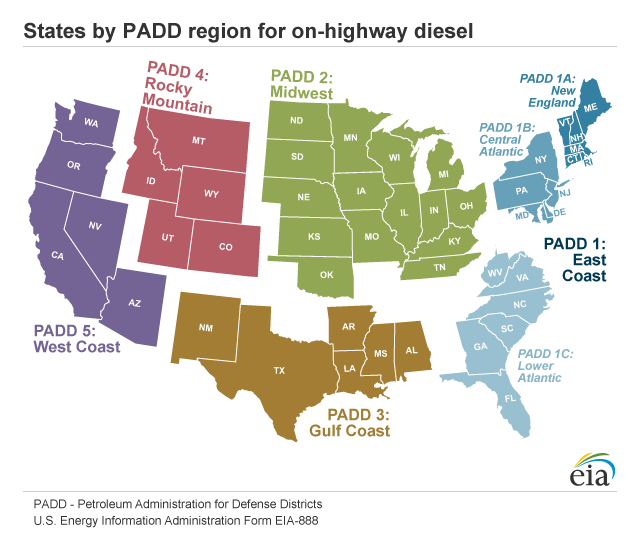 States by PADD region for on-highway diesel
PADD 4:
Rocky
Mountain
PADD 2:
Midwest
PADD 1A:
New
England
PADD 1B:
Central
Atlantic
PADD 1:
East
Coast
PADD 1C:
Lower
Atlantic
PADD 5:
West Coast
PADD 3:
Gulf Coast
WA
OR
CA
NV
AZ
MT
ID
WY
UT
CO
ND
SD
NE
KS
OK
MN
IA
MO
WI
IL
MI
IN
OH
KY
TN
NM
TX
AR
LA
MS
AL
ME
VT
NH
MA
CT
RI
NY
PA
NJ
MD
DE
WV
VA
NC
SC
GA
FL
eia
PADD - Petroleum Administration for Defense Districts
U.S. Energy Information Administration Form EIA-888